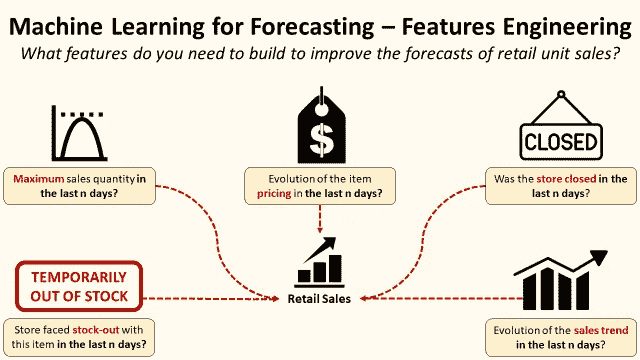 Machine Learning for Forecasting – Features Engineering
What features do you need to build to improve the forecasts of retail unit sales?
$
CLOSED
Maximum sales quantity in
the last n days?
Evolution of the item
pricing in the last n days?
Was the store closed in the
last n days?
TEMPORARILY
OUT OF STOCK
Retail Sales
Store faced stock-out with
this item in the last n days?
Evolution of the sales trend
in the last n days?